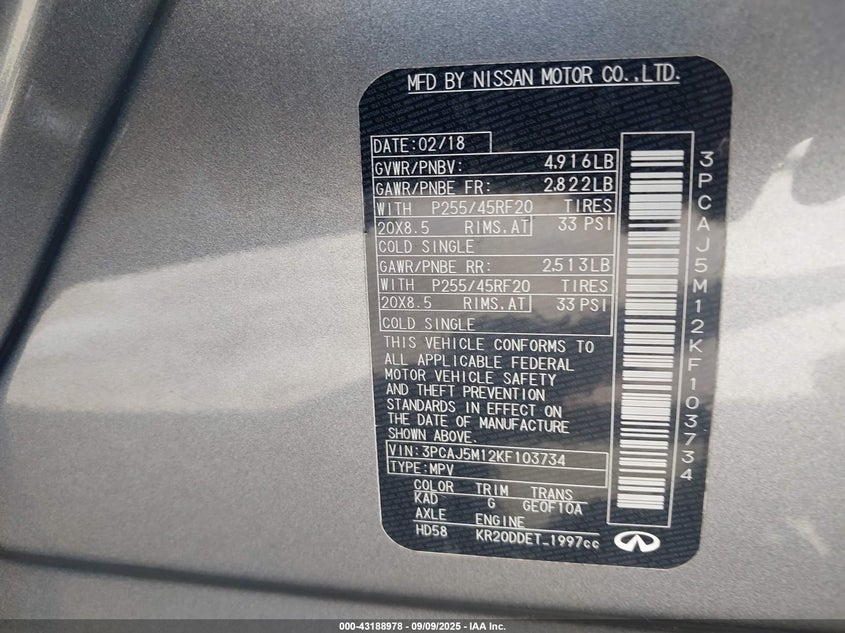 MFD BY NISSAN MOTOR CO.,LTD.
DATE:02/18
GVWR/PNBV: 4.916LB
GAWR/PNBE FR: 2.822LB
WITH P255/45RF20 TIRES
20X8.5 RIMS.AT 33 PSI
COLD SINGLE
GAWR/PNBE RR: 2.513LB
WITH P255/45RF20 TIRES
20X8.5 RIMS.AT 33 PSI
COLD SINGLE
THIS VEHICLE CONFORMS TO
ALL APPLICABLE FEDERAL
MOTOR VEHICLE SAFETY
AND THEFT PREVENTION
STANDARDS IN EFFECT ON
THE DATE OF MANUFACTURE
SHOWN ABOVE.
VIN:3PCAJ5M12KF103734
TYPE:MPV
COLOR TRIM TRANS
KAD G GE0F10A
AXLE ENGINE
HD58 KR20DDET_1997cc
3PCAJ5M12KF103734
000-43188978 - 09/09/2025 - IAA Inc.